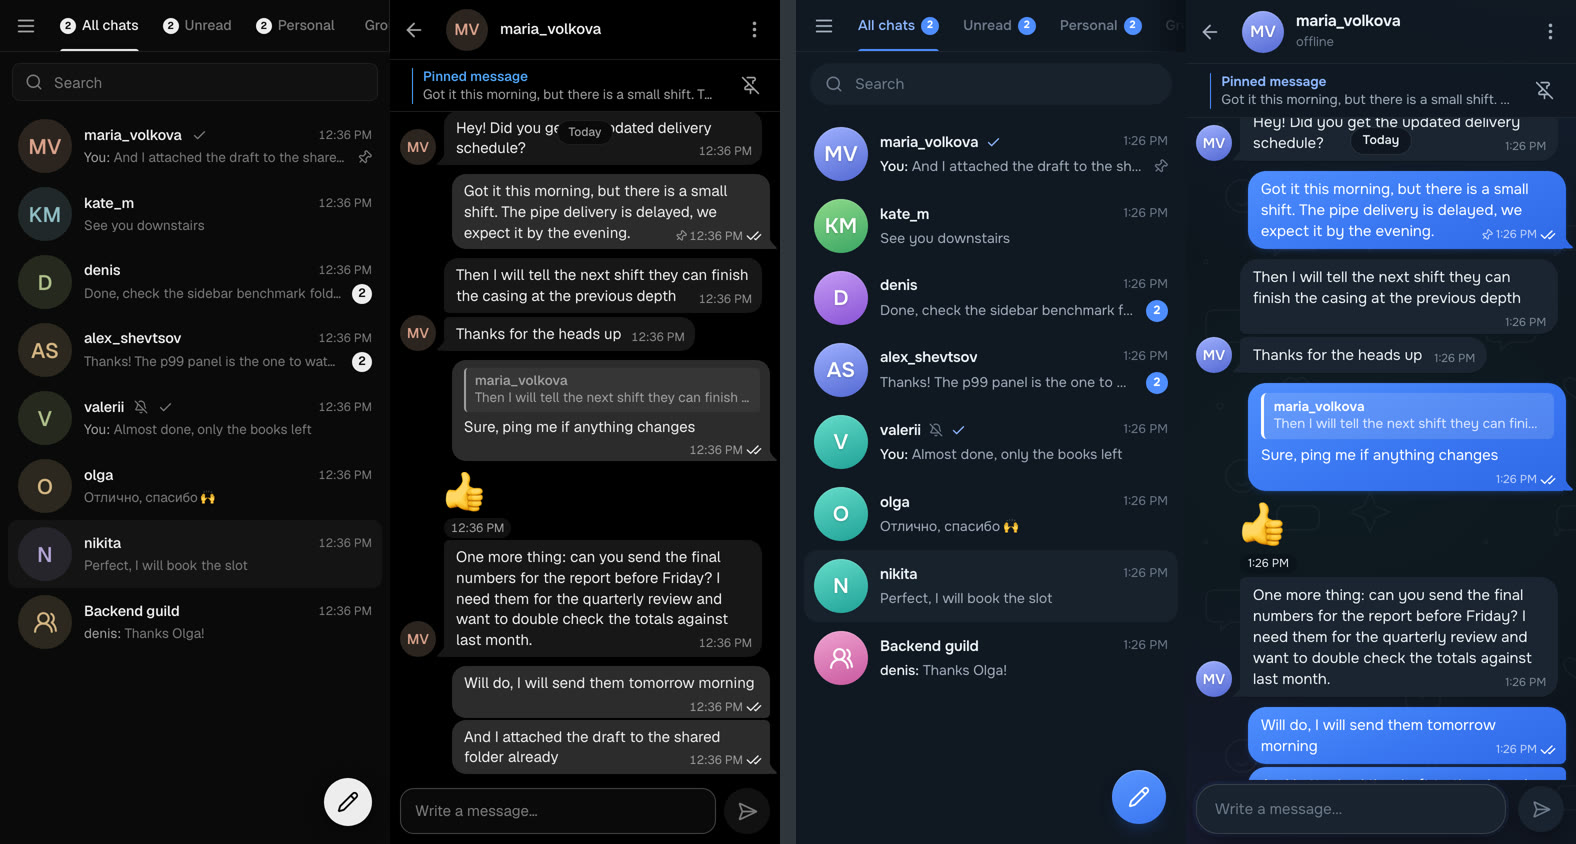 2 All chats 2 Unread 2 Personal Gro
Search
MV maria_volkova 12:36 PM
You: And I attached the draft to the share...
KM kate_m 12:36 PM
See you downstairs
D denis 12:36 PM
Done, check the sidebar benchmark fold... 2
AS alex_shevtsov 12:36 PM
Thanks! The p99 panel is the one to wat... 2
V valerii 12:36 PM
You: Almost done, only the books left
O olga 12:36 PM
Отлично, спасибо 🙌
N nikita 12:36 PM
Perfect, I will book the slot
Backend guild 12:36 PM
denis: Thanks Olga!
MV maria_volkova
Pinned message
Got it this morning, but there is a small shift. T...
Today
Hey! Did you ge pdated delivery
MV schedule? 12:36 PM
Got it this morning, but there is a small
shift. The pipe delivery is delayed, we
expect it by the evening. 12:36 PM
Then I will tell the next shift they can finish
the casing at the previous depth 12:36 PM
MV Thanks for the heads up 12:36 PM
maria_volkova
Then I will tell the next shift they can finish ...
Sure, ping me if anything changes
12:36 PM
👍
12:36 PM
One more thing: can you send the final
numbers for the report before Friday? I
need them for the quarterly review and
want to double check the totals against
MV last month. 12:36 PM
Will do, I will send them tomorrow morning
12:36 PM
And I attached the draft to the shared
folder already 12:36 PM
Write a message...
All chats 2 Unread 2 Personal 2 Gr
Search
MV maria_volkova 1:26 PM
You: And I attached the draft to the sh...
KM kate_m 1:26 PM
See you downstairs
D denis 1:26 PM
Done, check the sidebar benchmark f... 2
AS alex_shevtsov 1:26 PM
Thanks! The p99 panel is the one to ... 2
V valerii 1:26 PM
You: Almost done, only the books left
O olga 1:26 PM
Отлично, спасибо 🙌
N nikita 1:26 PM
Perfect, I will book the slot
Backend guild 1:26 PM
denis: Thanks Olga!
MV maria_volkova
offline
Pinned message
Got it this morning, but there is a small shift. ...
Hey! Did you get the updated delivery
MV schedule? Today 1:26 PM
Got it this morning, but there is a small
shift. The pipe delivery is delayed, we
expect it by the evening. 1:26 PM
Then I will tell the next shift they can
finish the casing at the previous depth
1:26 PM
MV Thanks for the heads up 1:26 PM
maria_volkova
Then I will tell the next shift they can fini...
Sure, ping me if anything changes
1:26 PM
👍
1:26 PM
One more thing: can you send the final
numbers for the report before Friday? I
need them for the quarterly review and
want to double check the totals against
MV last month. 1:26 PM
Will do, I will send them tomorrow
morning 1:26 PM
Write a message...